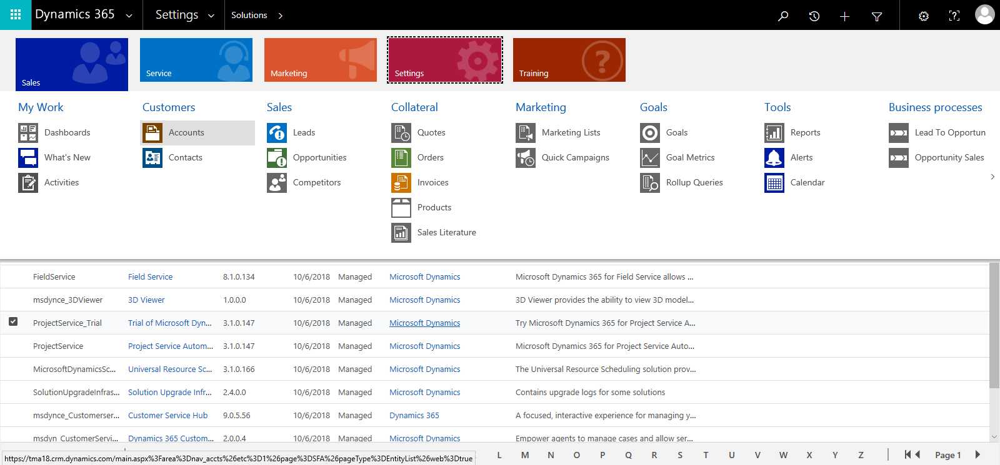 Dynamics 365 Settings Solutions
Sales Service Marketing Settings Training
My Work Customers Sales Collateral Marketing Goals Tools Business processes
Dashboards Accounts Leads Quotes Marketing Lists Goals Reports Lead To Opportun
What's New Contacts Opportunities Orders Quick Campaigns Goal Metrics Alerts Opportunity Sales
Activities Competitors Invoices Rollup Queries Calendar
Products
Sales Literature
FieldService Field Service 8.1.0.134 10/6/2018 Managed Microsoft Dynamics Microsoft Dynamics 365 for Field Service allows ...
msdynce_3DViewer 3D Viewer 1.0.0.0 10/6/2018 Managed Microsoft Dynamics 3D Viewer provides the ability to view 3D model...
ProjectService_Trial Trial of Microsoft Dyn... 3.1.0.147 10/6/2018 Managed Microsoft Dynamics Try Microsoft Dynamics 365 for Project Service A...
ProjectService Project Service Autom... 3.1.0.147 10/6/2018 Managed Microsoft Dynamics Microsoft Dynamics 365 for Project Service Auto...
MicrosoftDynamicsSc... Universal Resource Sc... 3.1.0.166 10/6/2018 Managed Microsoft Dynamics The Universal Resource Scheduling solution prov...
SolutionUpgradeInfras... Solution Upgrade Infr... 2.4.0.0 10/6/2018 Managed Microsoft Dynamics Contains upgrade logs for some solutions
msdynce_Customerser... Customer Service Hub 9.0.5.56 10/6/2018 Managed Dynamics 365 A focused, interactive experience for managing y...
msdyn_CustomerServi... Dynamics 365 Custom... 2.0.0.4 10/6/2018 Managed Microsoft Dynamics Empower agents to manage cases and allow ser...
https://tma18.crm.dynamics.com/main.aspx%3Farea%3Dnav_accts%26etc%3D1%26page%3DSFA%26pageType%3DEntityList%26web%3Dtrue L M N O P Q R S T U V W X Y Z Page 1